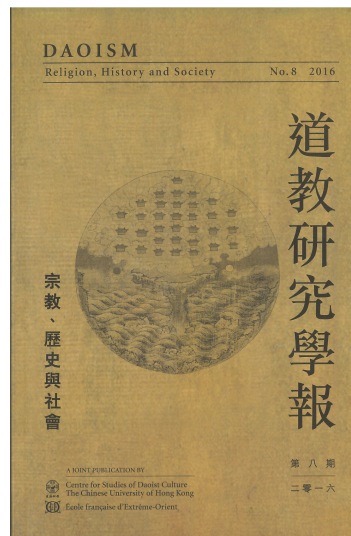 DAOISM
Religion, History and Society No. 8 2016
道教研究學報
宗教、歷史與社會
第八期
二零一六
A JOINT PUBLICATION BY
Centre for Studies of Daoist Culture
The Chinese University of Hong Kong
École française d'Extrême-Orient